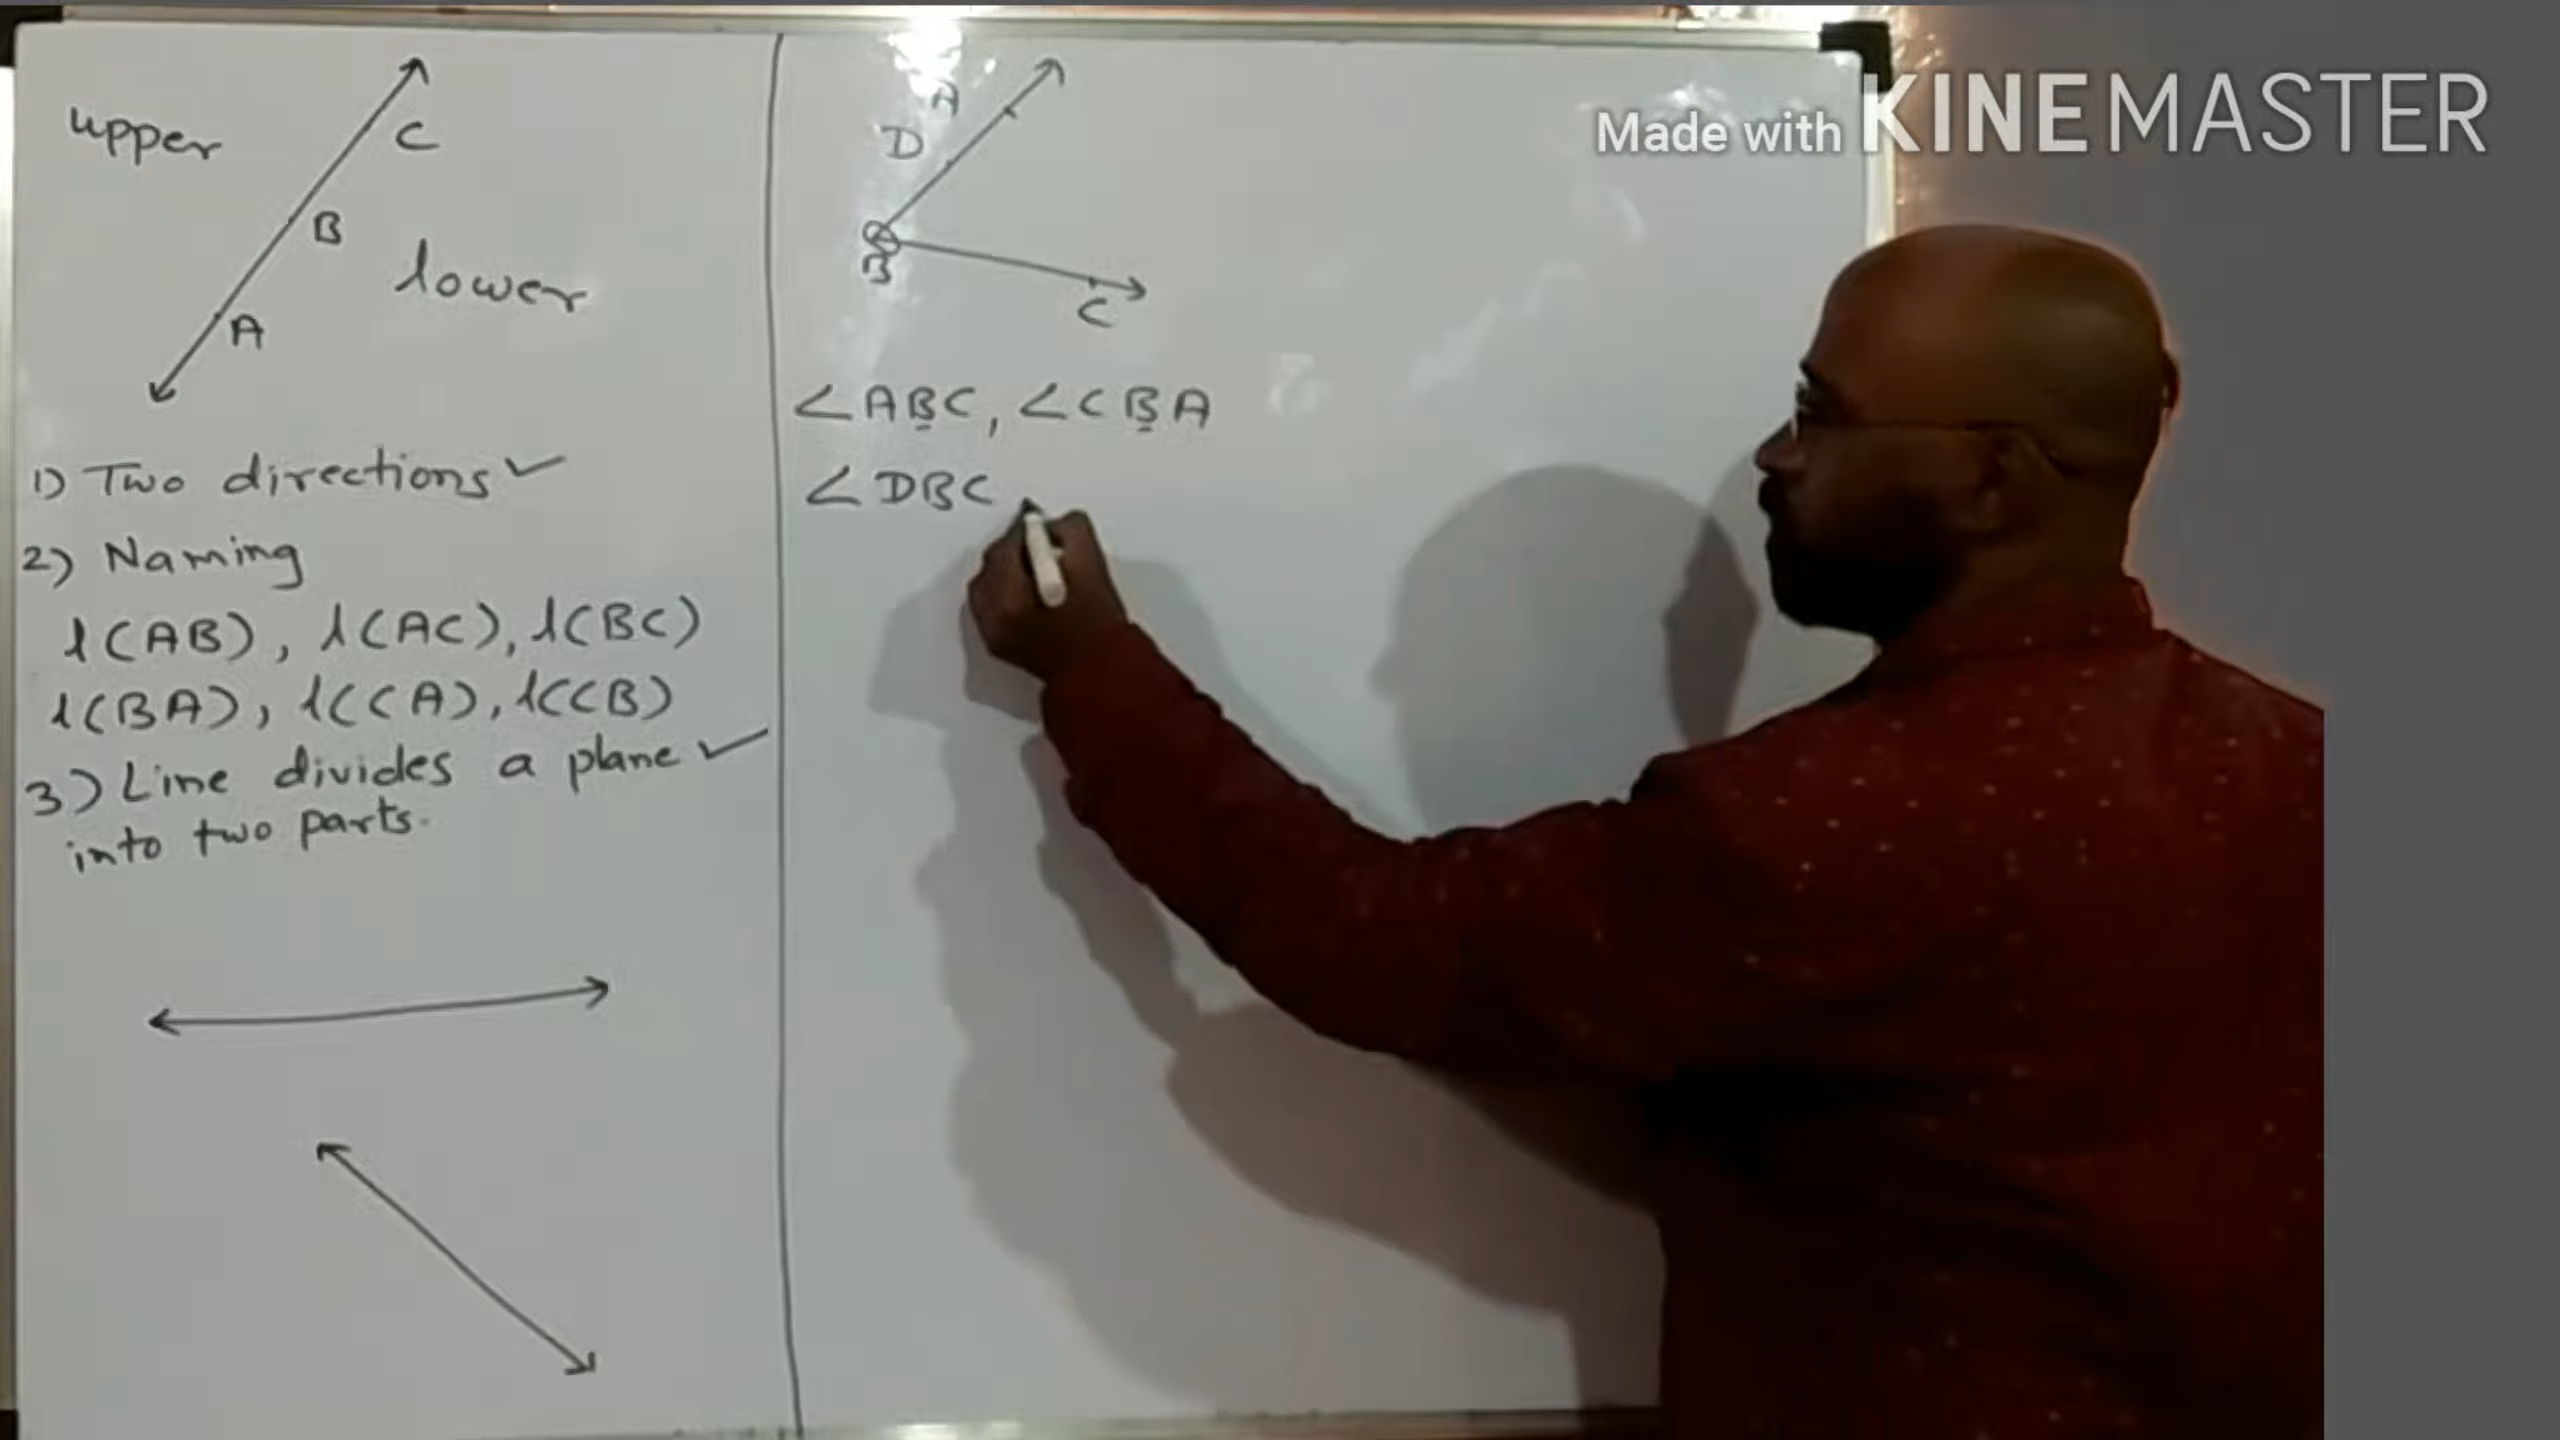 upper
C
B
lower
A
1) Two directions ✓
2) Naming
l(AB), l(AC), l(BC)
l(BA), l(CA), l(CB)
3) Line divides a plane ✓
into two parts.
A
D
B
C
∠ABC, ∠CBA
∠DBC
Made with KINEMASTER